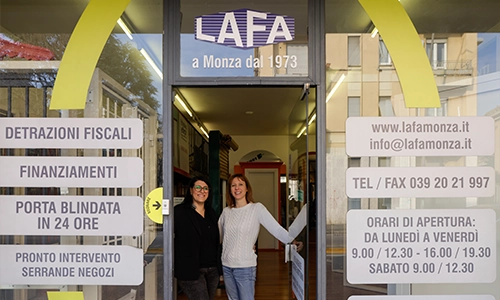 LAFA
a Monza dal 1973
DETRAZIONI FISCALI
FINANZIAMENTI
PORTA BLINDATA
IN 24 ORE
PRONTO INTERVENTO
SERRANDE NEGOZI
LAFA
www.lafamonza.it
info@lafamonza.it
TEL / FAX 039 20 21 997
ORARI DI APERTURA:
DA LUNEDÌ A VENERDÌ
9.00 / 12.30 - 16.00 / 19.30
SABATO 9.00 / 12.30